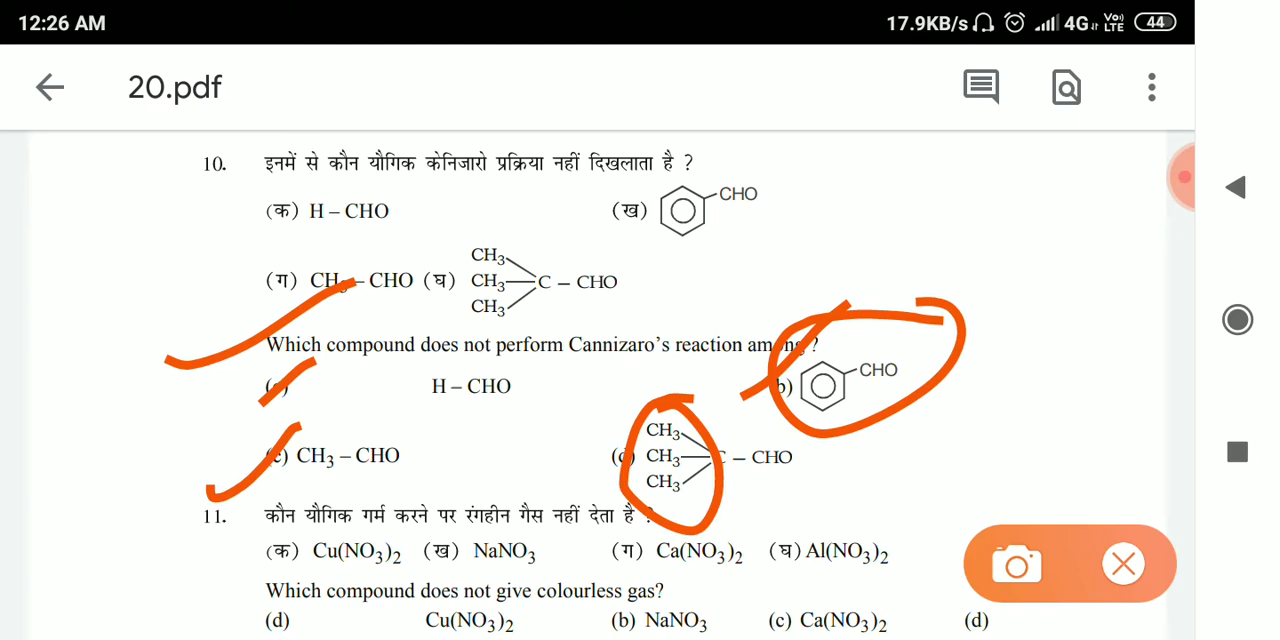 12:26 AM 17.9KB/s 4G Vo) LTE 44
20.pdf
10. इनमें से कौन यौगिक केनिजारो प्रक्रिया नहीं दिखलाता है ?
(क) H – CHO (ख) CHO
(ग) CH3 – CHO (घ) CH3 CH3 CH3 C – CHO
Which compound does not perform Cannizaro's reaction among ?
H – CHO (b) CHO
(c) CH3 – CHO (d) CH3 CH3 CH3 C – CHO
11. कौन यौगिक गर्म करने पर रंगहीन गैस नहीं देता है ?
(क) Cu(NO3)2 (ख) NaNO3 (ग) Ca(NO3)2 (घ) Al(NO3)2
Which compound does not give colourless gas?
(d) Cu(NO3)2 (b) NaNO3 (c) Ca(NO3)2 (d)